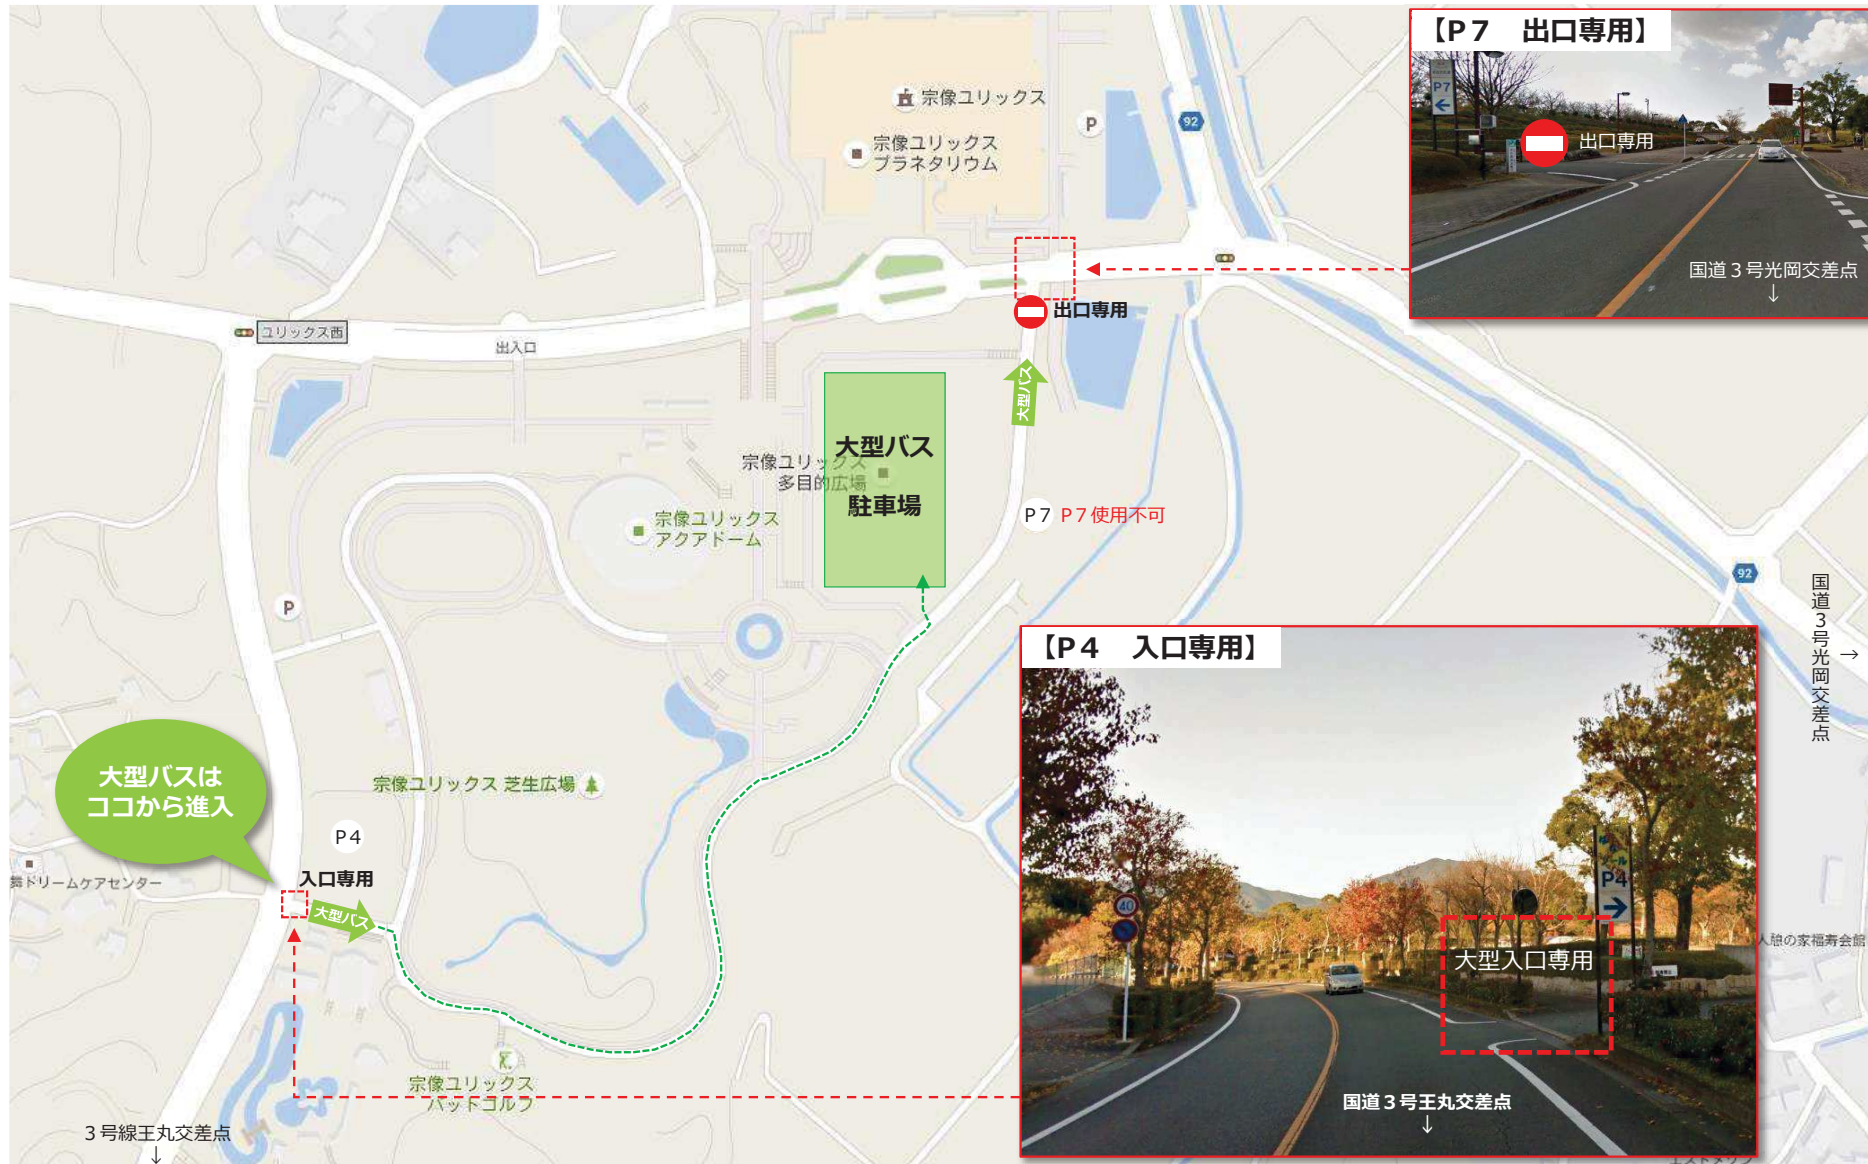 【P7　出口専用】
P7
出口専用
国道3号光岡交差点
↓
宗像ユリックス
宗像ユリックス
プラネタリウム
P
92
ユリックス西
出入口
出口専用
大型バス
大型バス
駐車場
宗像ユリックス
多目的広場
宗像ユリックス
アクアドーム
P7
P7使用不可
92
国道3号光岡交差点
→
P
大型バスは
ココから進入
P4
入口専用
大型バス
宗像ユリックス 芝生広場
舞ドリームケアセンター
宗像ユリックス
パットゴルフ
3号線王丸交差点
↓
【P4　入口専用】
40
P4
大型入口専用
国道3号王丸交差点
↓
人憩の家福寿会館